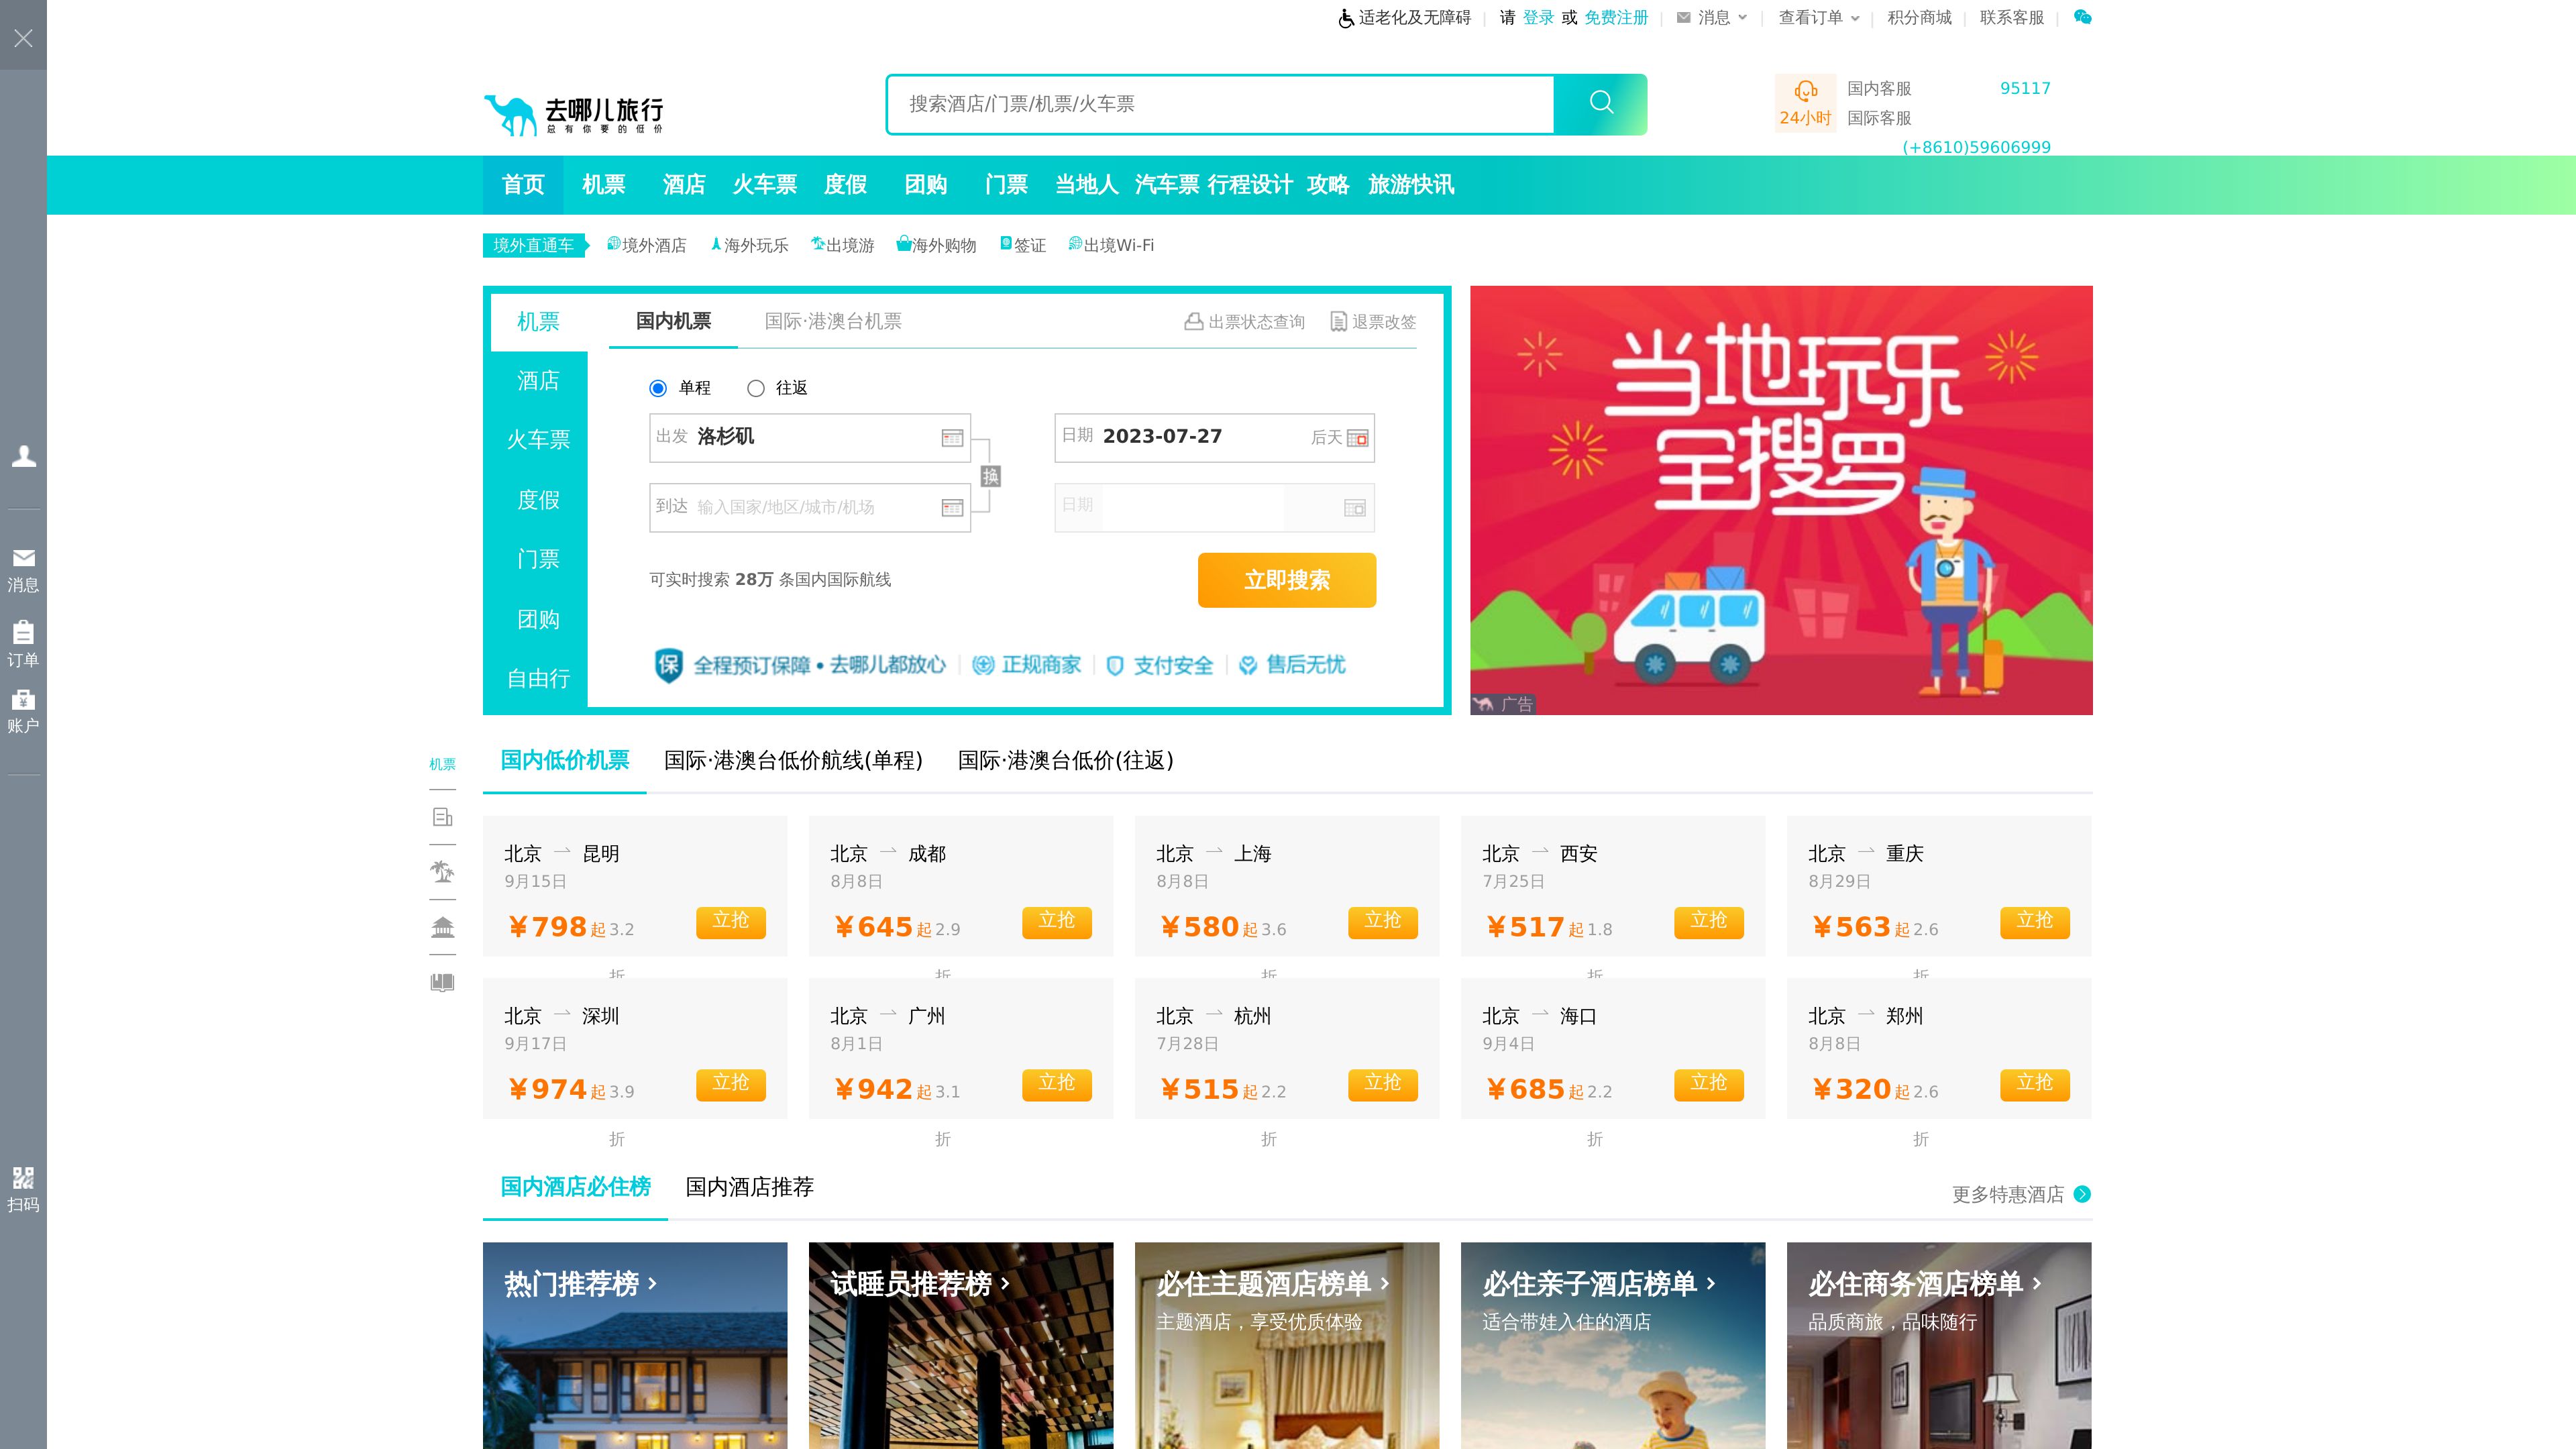 适老化及无障碍 请 登录 或 免费注册 消息 查看订单 积分商城 联系客服
去哪儿旅行
总有你要的低价
搜索酒店/门票/机票/火车票
24小时
国内客服 95117
国际客服
(+8610)59606999
首页 机票 酒店 火车票 度假 团购 门票 当地人 汽车票 行程设计 攻略 旅游快讯
境外直通车 境外酒店 海外玩乐 出境游 海外购物 签证 出境Wi-Fi
机票
酒店
火车票
度假
门票
团购
自由行
国内机票 国际·港澳台机票 出票状态查询 退票改签
单程 往返
出发 洛杉矶 日期 2023-07-27 后天
换
到达 输入国家/地区/城市/机场 日期
可实时搜索 28万 条国内国际航线 立即搜索
保 全程预订保障·去哪儿都放心 正规商家 支付安全 售后无忧
当地玩乐
全搜罗
广告
消息
订单
账户
扫码
机票
国内低价机票 国际·港澳台低价航线(单程) 国际·港澳台低价(往返)
北京 昆明 北京 成都 北京 上海 北京 西安 北京 重庆
9月15日 8月8日 8月8日 7月25日 8月29日
¥798起3.2 立抢 ¥645起2.9 立抢 ¥580起3.6 立抢 ¥517起1.8 立抢 ¥563起2.6 立抢
折 折 折 折 折
北京 深圳 北京 广州 北京 杭州 北京 海口 北京 郑州
9月17日 8月1日 7月28日 9月4日 8月8日
¥974起3.9 立抢 ¥942起3.1 立抢 ¥515起2.2 立抢 ¥685起2.2 立抢 ¥320起2.6 立抢
折 折 折 折 折
国内酒店必住榜 国内酒店推荐 更多特惠酒店
热门推荐榜 试睡员推荐榜 必住主题酒店榜单 必住亲子酒店榜单 必住商务酒店榜单
主题酒店，享受优质体验 适合带娃入住的酒店 品质商旅，品味随行